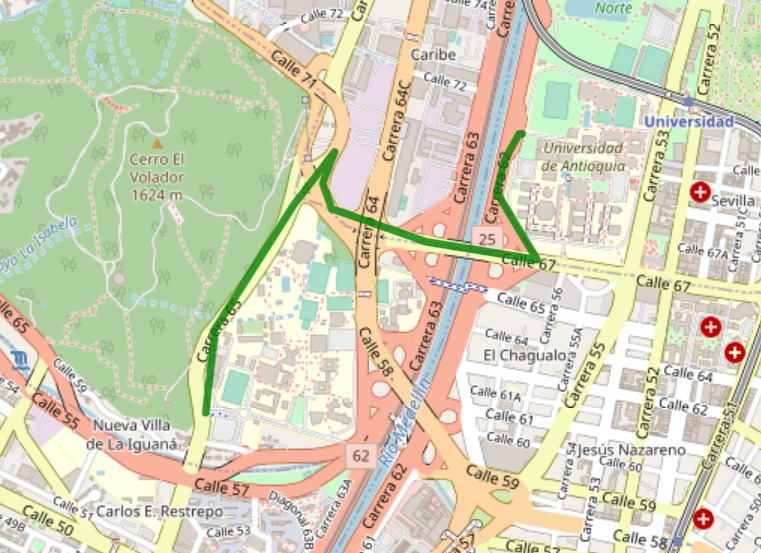 Calle 72
Calle 74
Carrera 52
Norte
Caribe
Calle 71
Calle 72
Carrera 64C
Carrera 63
Carrera 53
Universidad
Universidad
de Antioquia
Cerro El
Volador
1624 m
Calle
Carrera 62
Sevilla
Carrera 51C
Carrera 64
La Isabela
25
Calle 67A
Calle 67
Calle 67
Calle 65
Carrera 56
Carrera 65
Calle 65
Carrera 63
Calle 64
Carrera 55A
El Chagualo
Calle 58
Carrera 55
Calle 59
Calle 64
Carrera 52
Calle 62
Calle 55
Río Medellín
Calle 61A
Calle 61
Calle 60
Carrera 51
Nueva Villa
de La Iguaná
62
Jesús Nazareno
Calle 60
Carrera 54
Calle 57
Calle 59
Carrera 53
Calle 59
Carrera 63A
Diagonal 63B
Carrera 62
Calle 51
Carlos E. Restrepo
Calle 50
Calle 53
49B
Calle 58